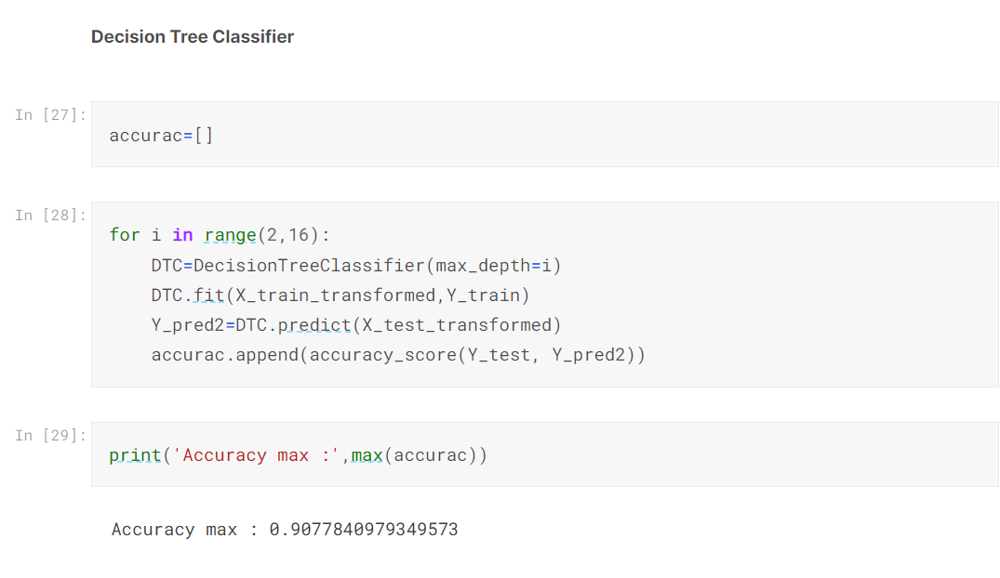 Decision Tree Classifier
In [27]:
accurac=[]
In [28]:
for i in range(2,16):
    DTC=DecisionTreeClassifier(max_depth=i)
    DTC.fit(X_train_transformed,Y_train)
    Y_pred2=DTC.predict(X_test_transformed)
    accurac.append(accuracy_score(Y_test, Y_pred2))
In [29]:
print('Accuracy max :',max(accurac))
Accuracy max : 0.9077840979349573